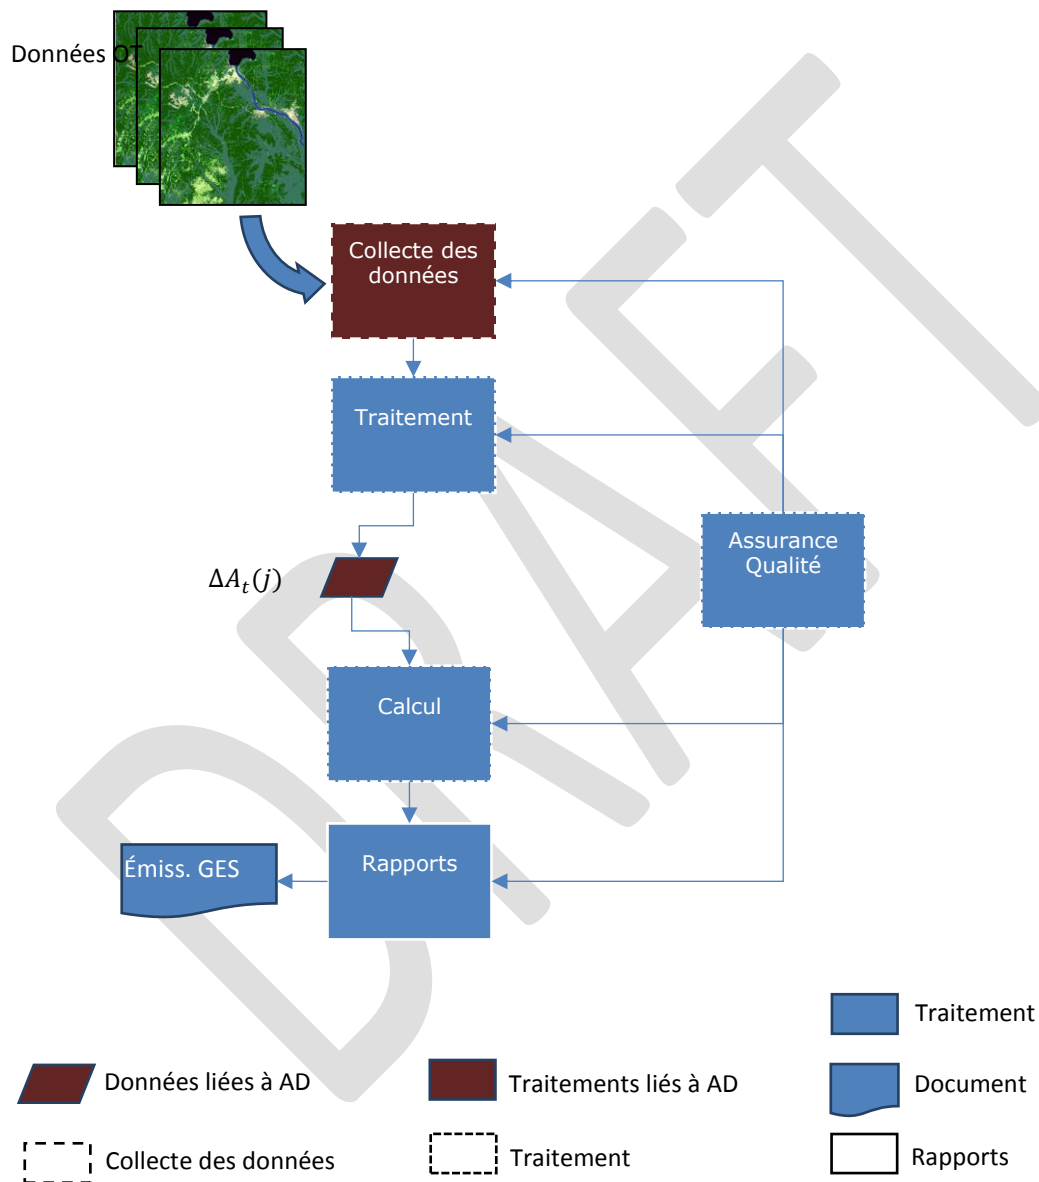 Données OT
Collecte des
données
Traitement
Assurance
Qualité
ΔAₜ(j)
Calcul
Rapports
Émiss. GES
DRAFT
Traitement
Données liées à AD
Traitements liés à AD
Document
Collecte des données
Traitement
Rapports